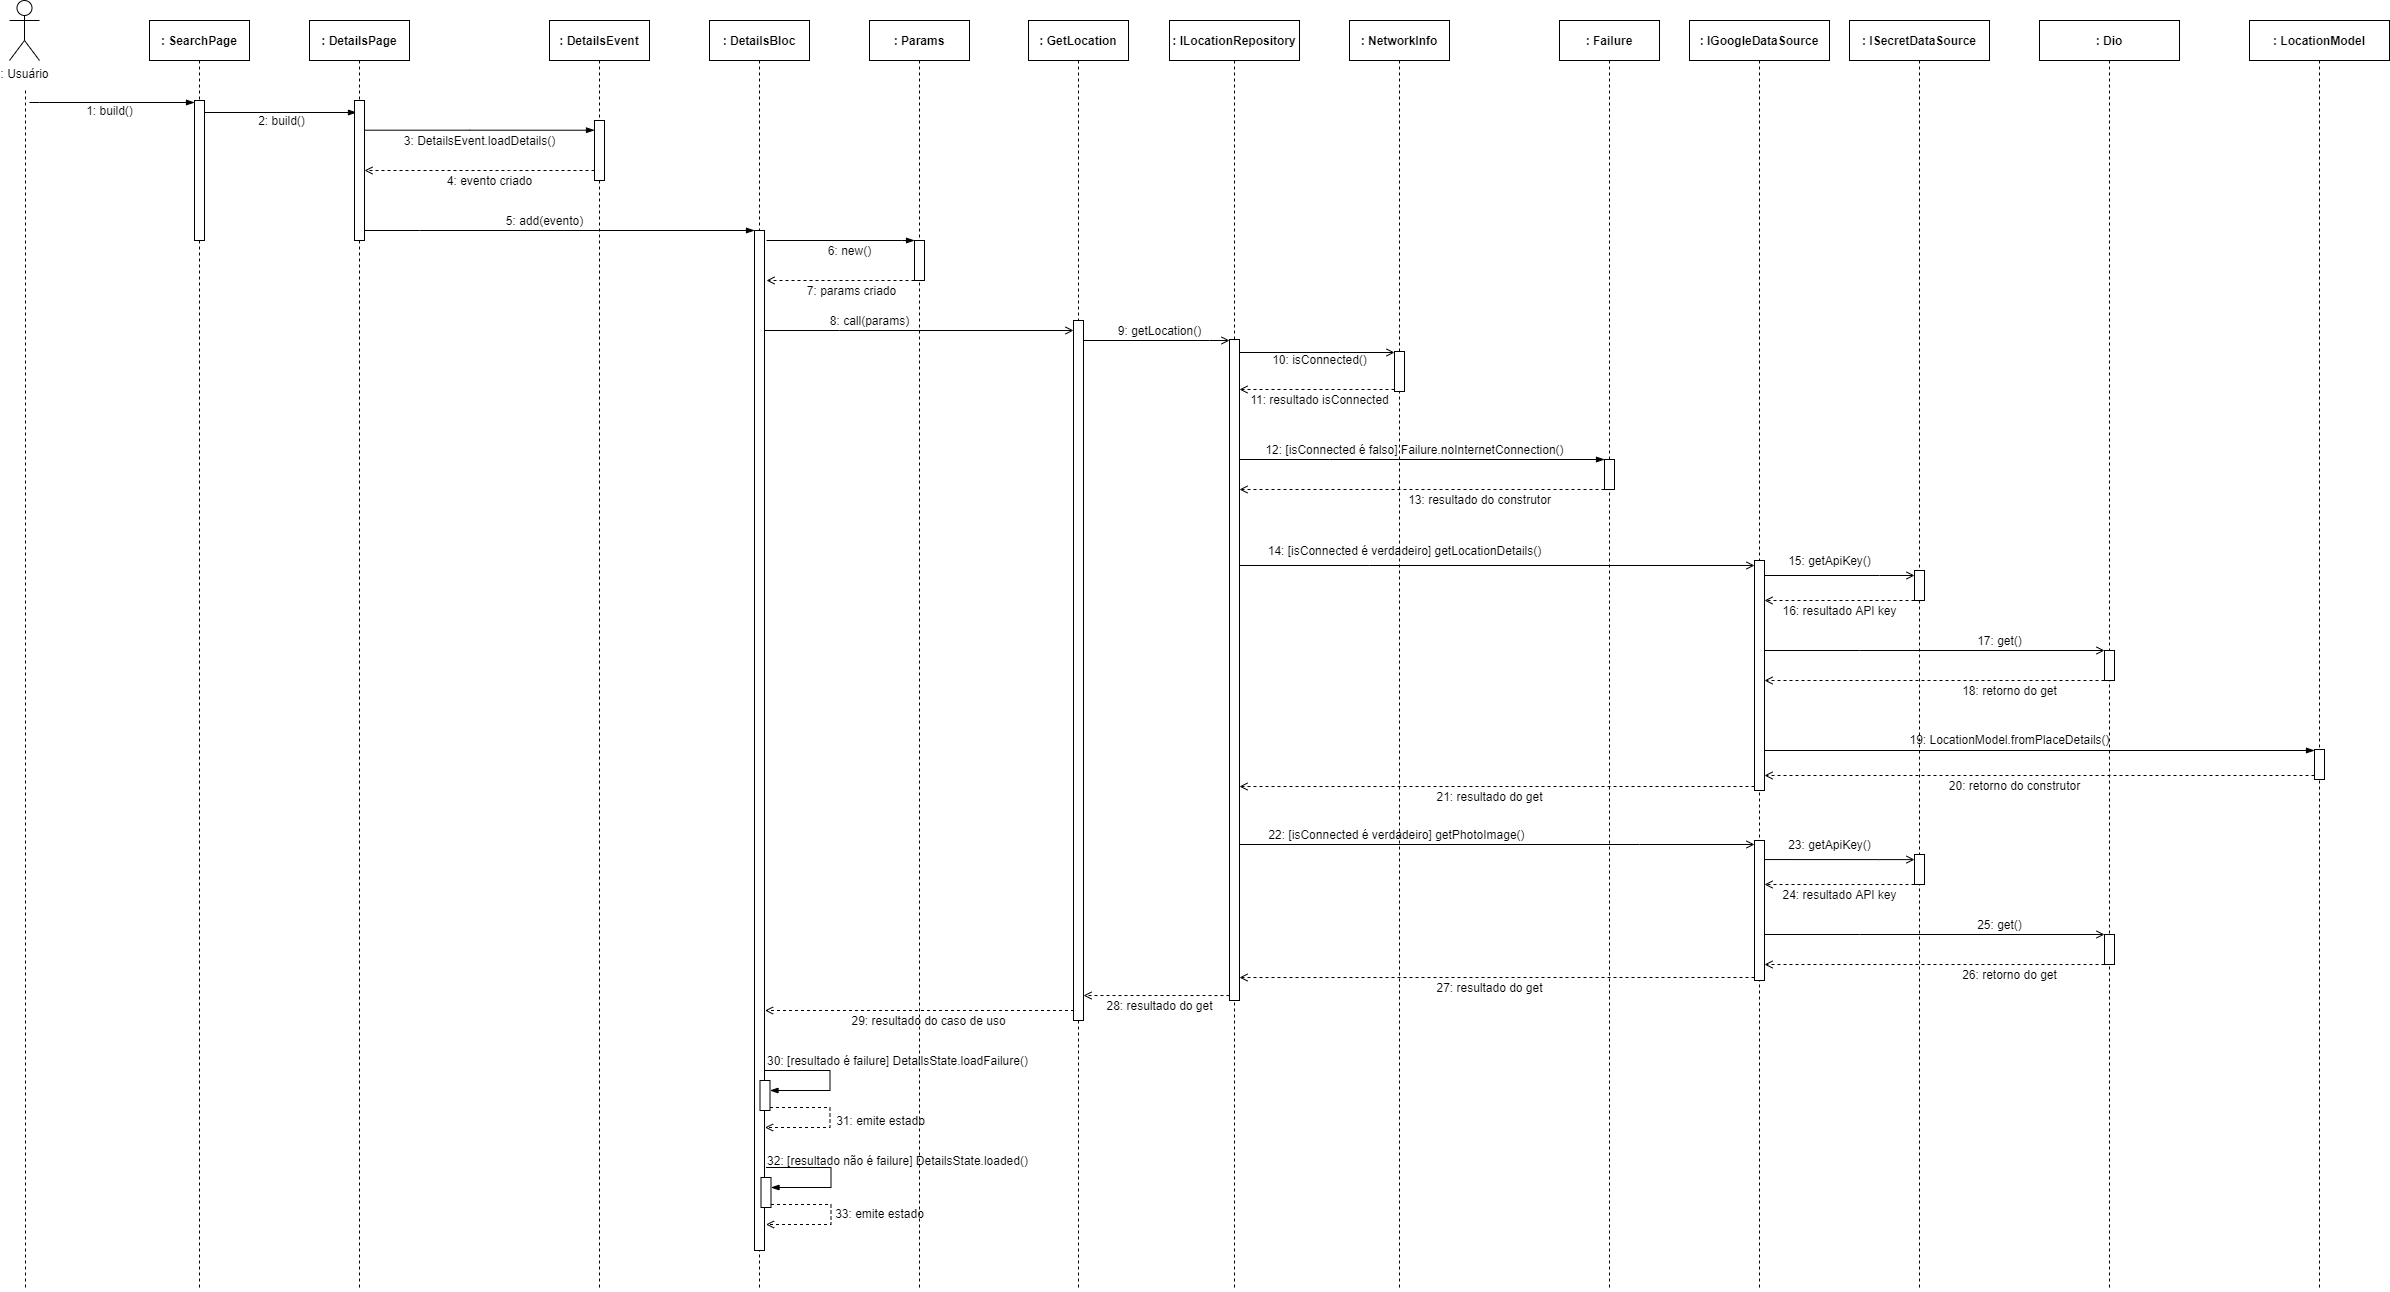 : Usuário
: SearchPage
: DetailsPage
: DetailsEvent
: DetailsBloc
: Params
: GetLocation
: ILocationRepository
: NetworkInfo
: Failure
: IGoogleDataSource
: ISecretDataSource
: Dio
: LocationModel
1: build()
2: build()
3: DetailsEvent.loadDetails()
4: evento criado
5: add(evento)
6: new()
7: params criado
8: call(params)
9: getLocation()
10: isConnected()
11: resultado isConnected
12: [isConnected é falso] Failure.noInternetConnection()
13: resultado do construtor
14: [isConnected é verdadeiro] getLocationDetails()
15: getApiKey()
16: resultado API key
17: get()
18: retorno do get
19: LocationModel.fromPlaceDetails()
20: retorno do construtor
21: resultado do get
22: [isConnected é verdadeiro] getPhotoImage()
23: getApiKey()
24: resultado API key
25: get()
26: retorno do get
27: resultado do get
28: resultado do get
29: resultado do caso de uso
30: [resultado é failure] DetailsState.loadFailure()
31: emite estado
32: [resultado não é failure] DetailsState.loaded()
33: emite estado